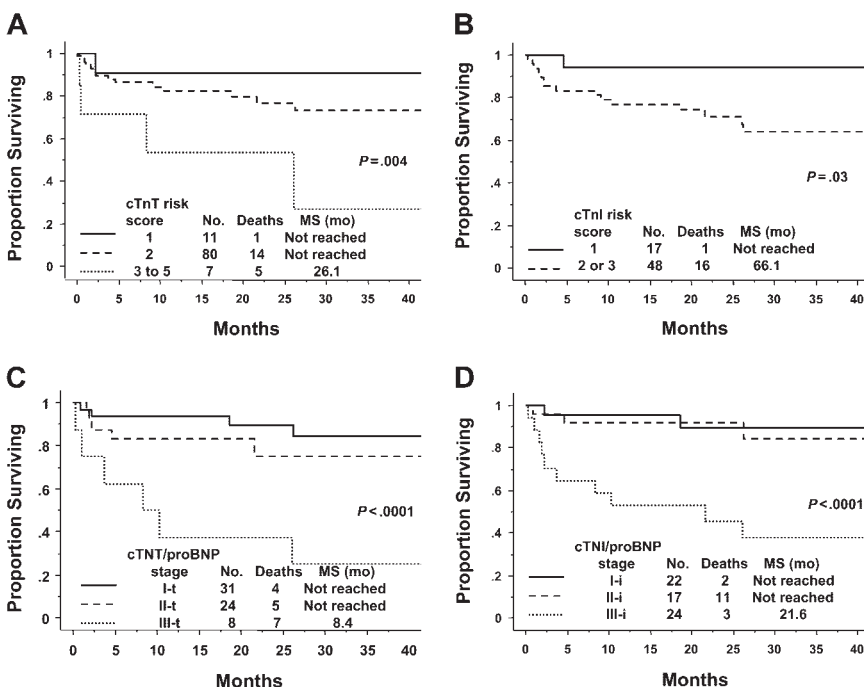 A
Proportion Surviving
1
.8
.6
.4
.2
0
P=.004
cTnT risk
score No. Deaths MS (mo)
1 11 1 Not reached
2 80 14 Not reached
3 to 5 7 5 26.1
0 5 10 15 20 25 30 35 40
Months
B
Proportion Surviving
1
.8
.6
.4
.2
0
P=.03
cTnI risk
score No. Deaths MS (mo)
1 17 1 Not reached
2 or 3 48 16 66.1
0 5 10 15 20 25 30 35 40
Months
C
Proportion Surviving
1
.8
.6
.4
.2
0
P<.0001
cTNT/proBNP
stage No. Deaths MS (mo)
I-t 31 4 Not reached
II-t 24 5 Not reached
III-t 8 7 8.4
0 5 10 15 20 25 30 35 40
Months
D
Proportion Surviving
1
.8
.6
.4
.2
0
P<.0001
cTNI/proBNP
stage No. Deaths MS (mo)
I-i 22 2 Not reached
II-i 17 11 Not reached
III-i 24 3 21.6
0 5 10 15 20 25 30 35 40
Months